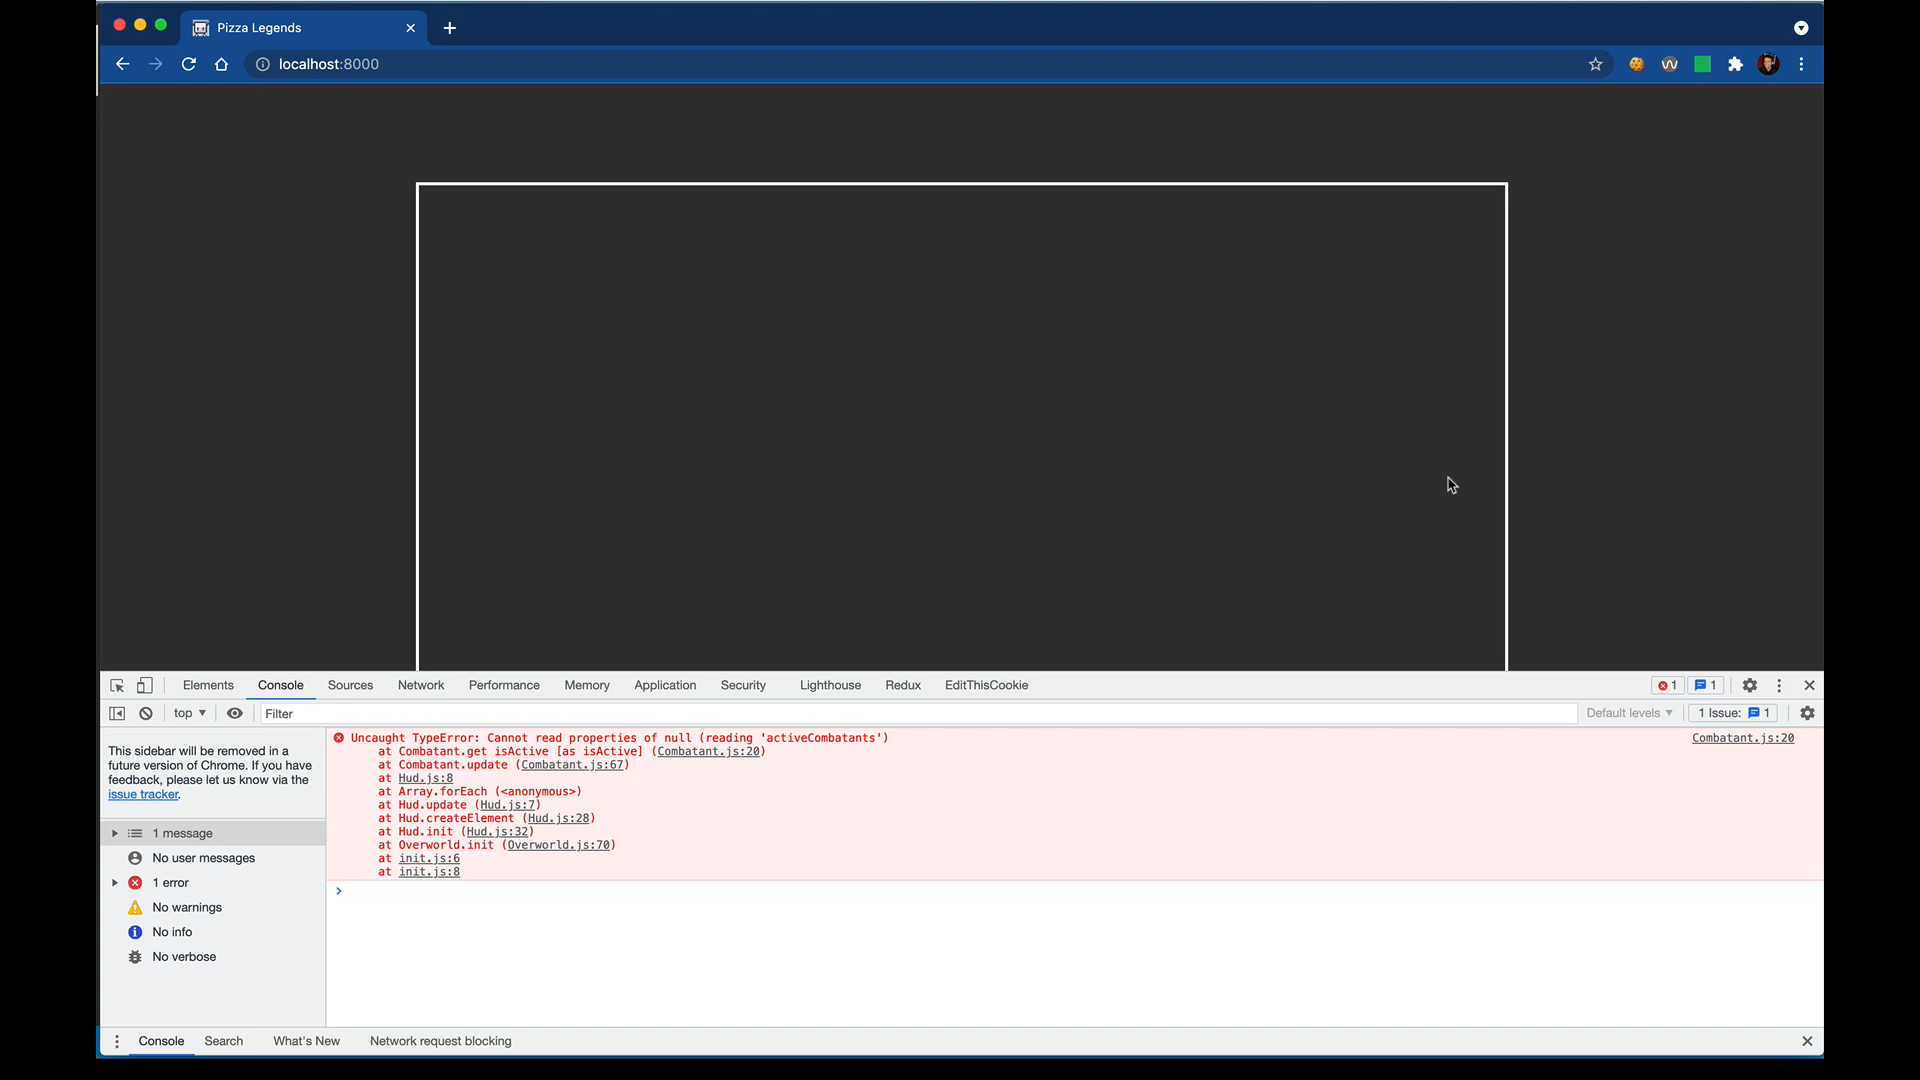 Pizza Legends
localhost:8000
Elements Console Sources Network Performance Memory Application Security Lighthouse Redux EditThisCookie 1 1
top Filter Default levels 1 Issue: 1
This sidebar will be removed in a
future version of Chrome. If you have
feedback, please let us know via the
issue tracker.
1 message
No user messages
1 error
No warnings
No info
No verbose
Uncaught TypeError: Cannot read properties of null (reading 'activeCombatants') Combatant.js:20
at Combatant.get isActive [as isActive] (Combatant.js:20)
at Combatant.update (Combatant.js:67)
at Hud.js:8
at Array.forEach (<anonymous>)
at Hud.update (Hud.js:7)
at Hud.createElement (Hud.js:28)
at Hud.init (Hud.js:32)
at Overworld.init (Overworld.js:70)
at init.js:6
at init.js:8
Console Search What's New Network request blocking